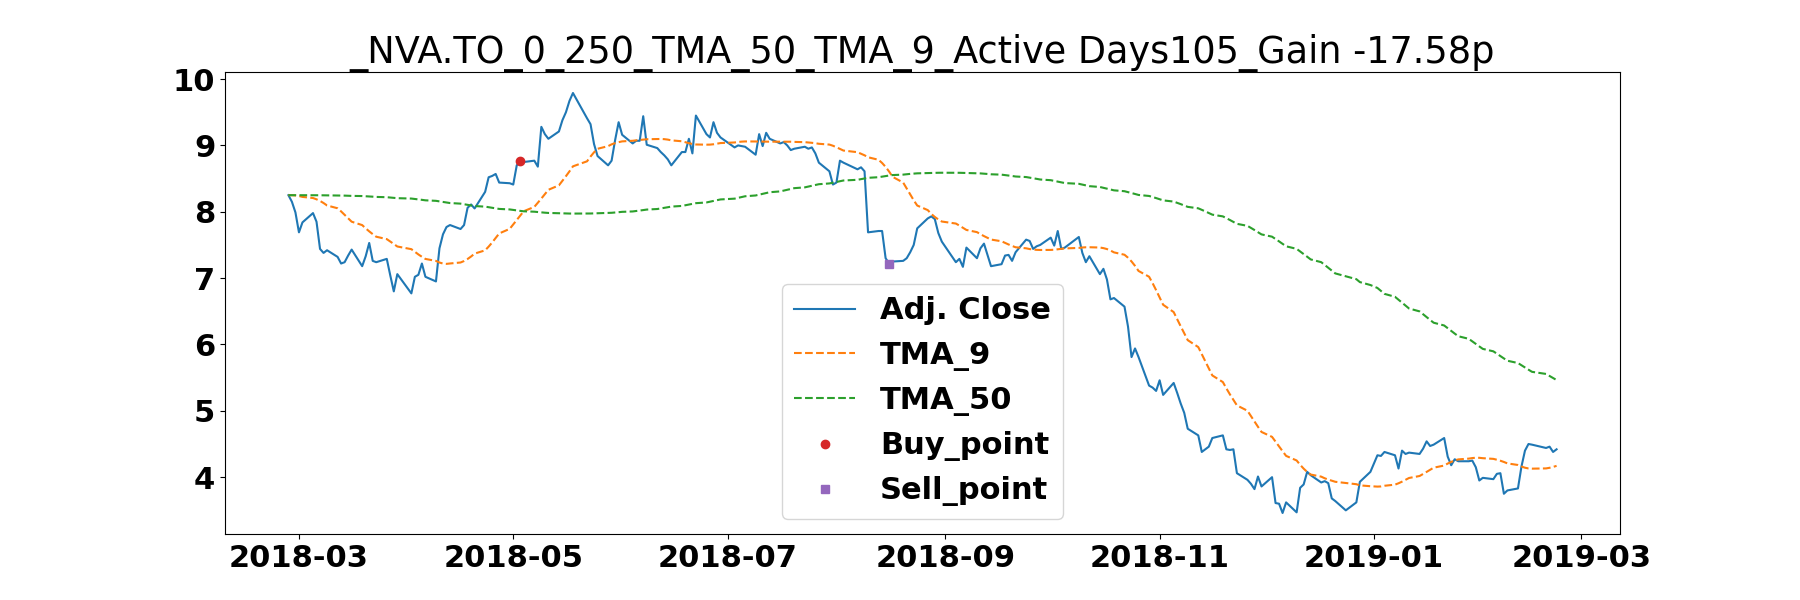 _NVA.TO_0_250_TMA_50_TMA_9_Active Days105_Gain -17.58p
10
9
8
7
6
5
4
Adj. Close
TMA_9
TMA_50
Buy_point
Sell_point
2018-03 2018-05 2018-07 2018-09 2018-11 2019-01 2019-03